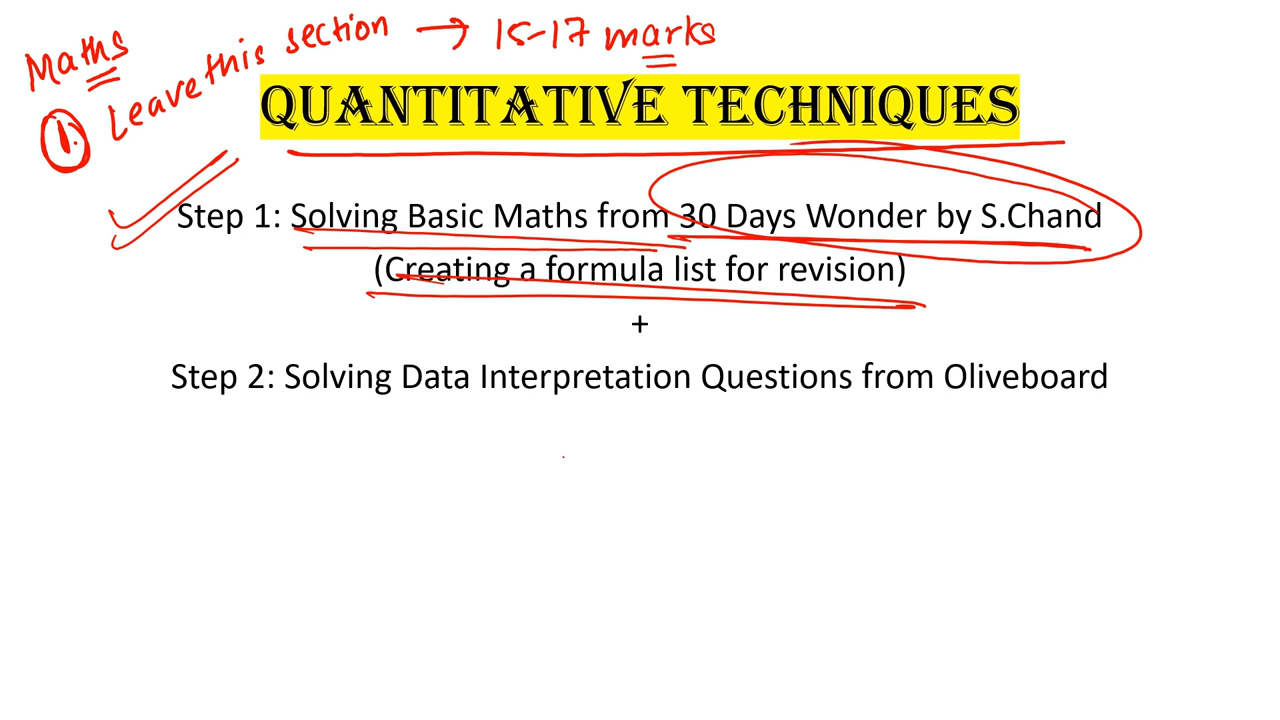 Maths
① Leave this section → 15-17 marks
QUANTITATIVE TECHNIQUES
Step 1: Solving Basic Maths from 30 Days Wonder by S.Chand
(Creating a formula list for revision)
+
Step 2: Solving Data Interpretation Questions from Oliveboard